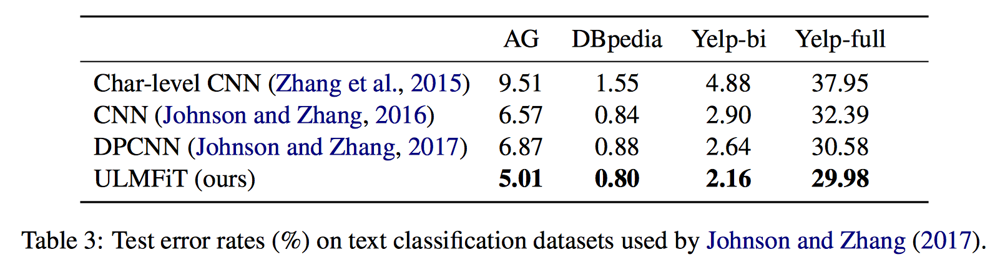 AG DBpedia Yelp-bi Yelp-full
Char-level CNN (Zhang et al., 2015) 9.51 1.55 4.88 37.95
CNN (Johnson and Zhang, 2016) 6.57 0.84 2.90 32.39
DPCNN (Johnson and Zhang, 2017) 6.87 0.88 2.64 30.58
ULMFiT (ours) 5.01 0.80 2.16 29.98
Table 3: Test error rates (%) on text classification datasets used by Johnson and Zhang (2017).